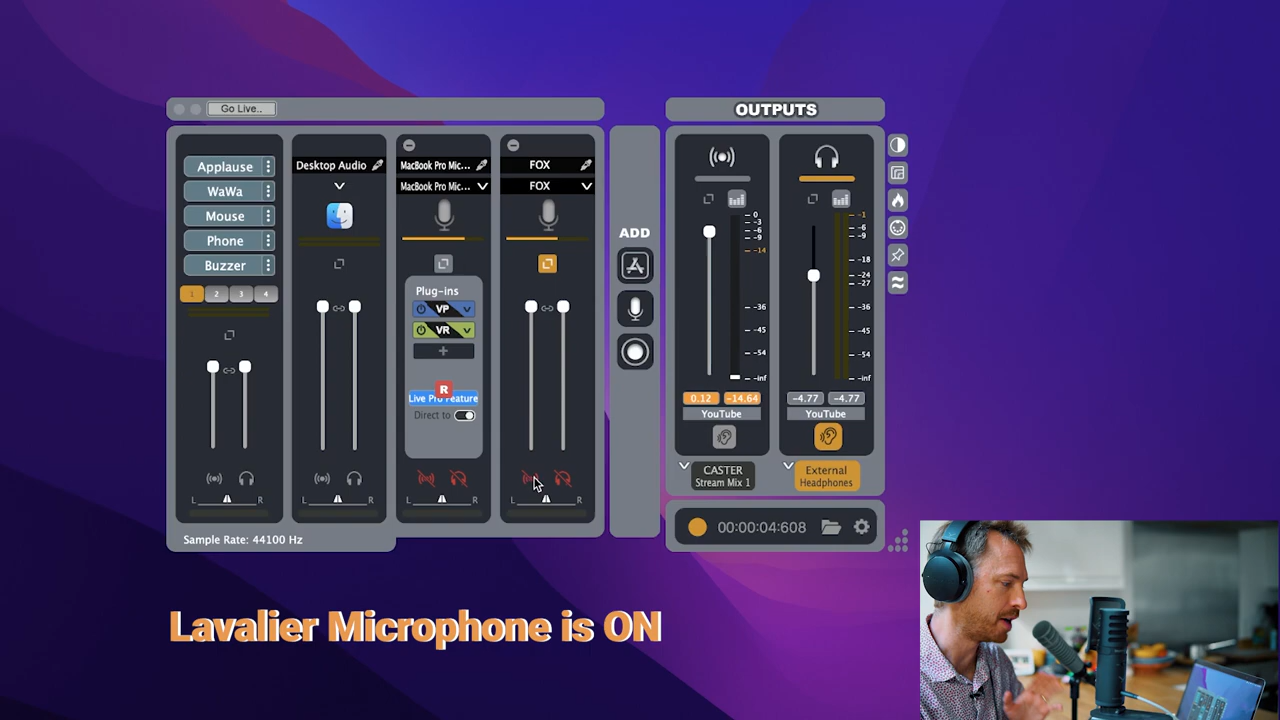 Go Live..
Applause
WaWa
Mouse
Phone
Buzzer
1 2 3 4
Desktop Audio
MacBook Pro Mic...
MacBook Pro Mic...
Plug-ins
VP
VR
+
R
Live Pro Feature
Direct to
FOX
FOX
L R
L R
L R
L R
Sample Rate: 44100 Hz
ADD
OUTPUTS
0
-3
-6
-9
-14
-36
-45
-54
-inf
0.12 -14.64
YouTube
CASTER
Stream Mix 1
-1
-6
-9
-18
-24
-27
-36
-45
-54
-inf
-4.77 -4.77
YouTube
External
Headphones
00:00:04:608
Lavalier Microphone is ON